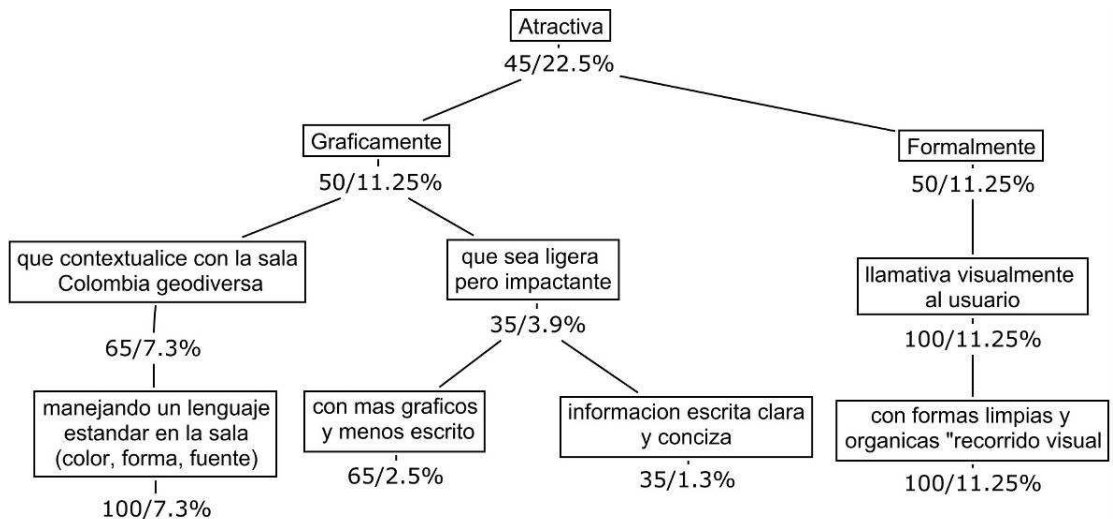 Atractiva
45/22.5%
Graficamente
50/11.25%
Formalmente
50/11.25%
que contextualice con la sala
Colombia geodiversa
65/7.3%
que sea ligera
pero impactante
35/3.9%
llamativa visualmente
al usuario
100/11.25%
manejando un lenguaje
estandar en la sala
(color, forma, fuente)
100/7.3%
con mas graficos
y menos escrito
65/2.5%
informacion escrita clara
y conciza
35/1.3%
con formas limpias y
organicas "recorrido visual
100/11.25%